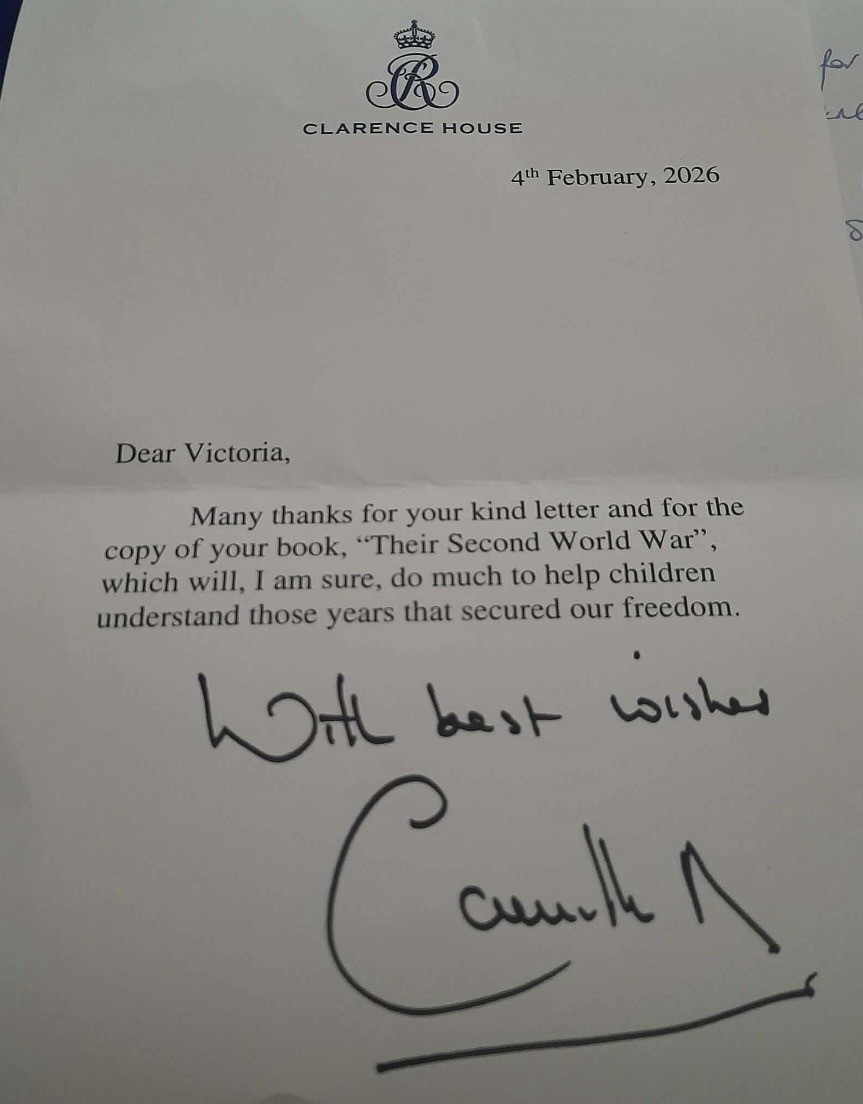 CR
CLARENCE HOUSE
for
4th February, 2026
Dear Victoria,
Many thanks for your kind letter and for the
copy of your book, “Their Second World War”,
which will, I am sure, do much to help children
understand those years that secured our freedom.
With best wishes
Camilla R